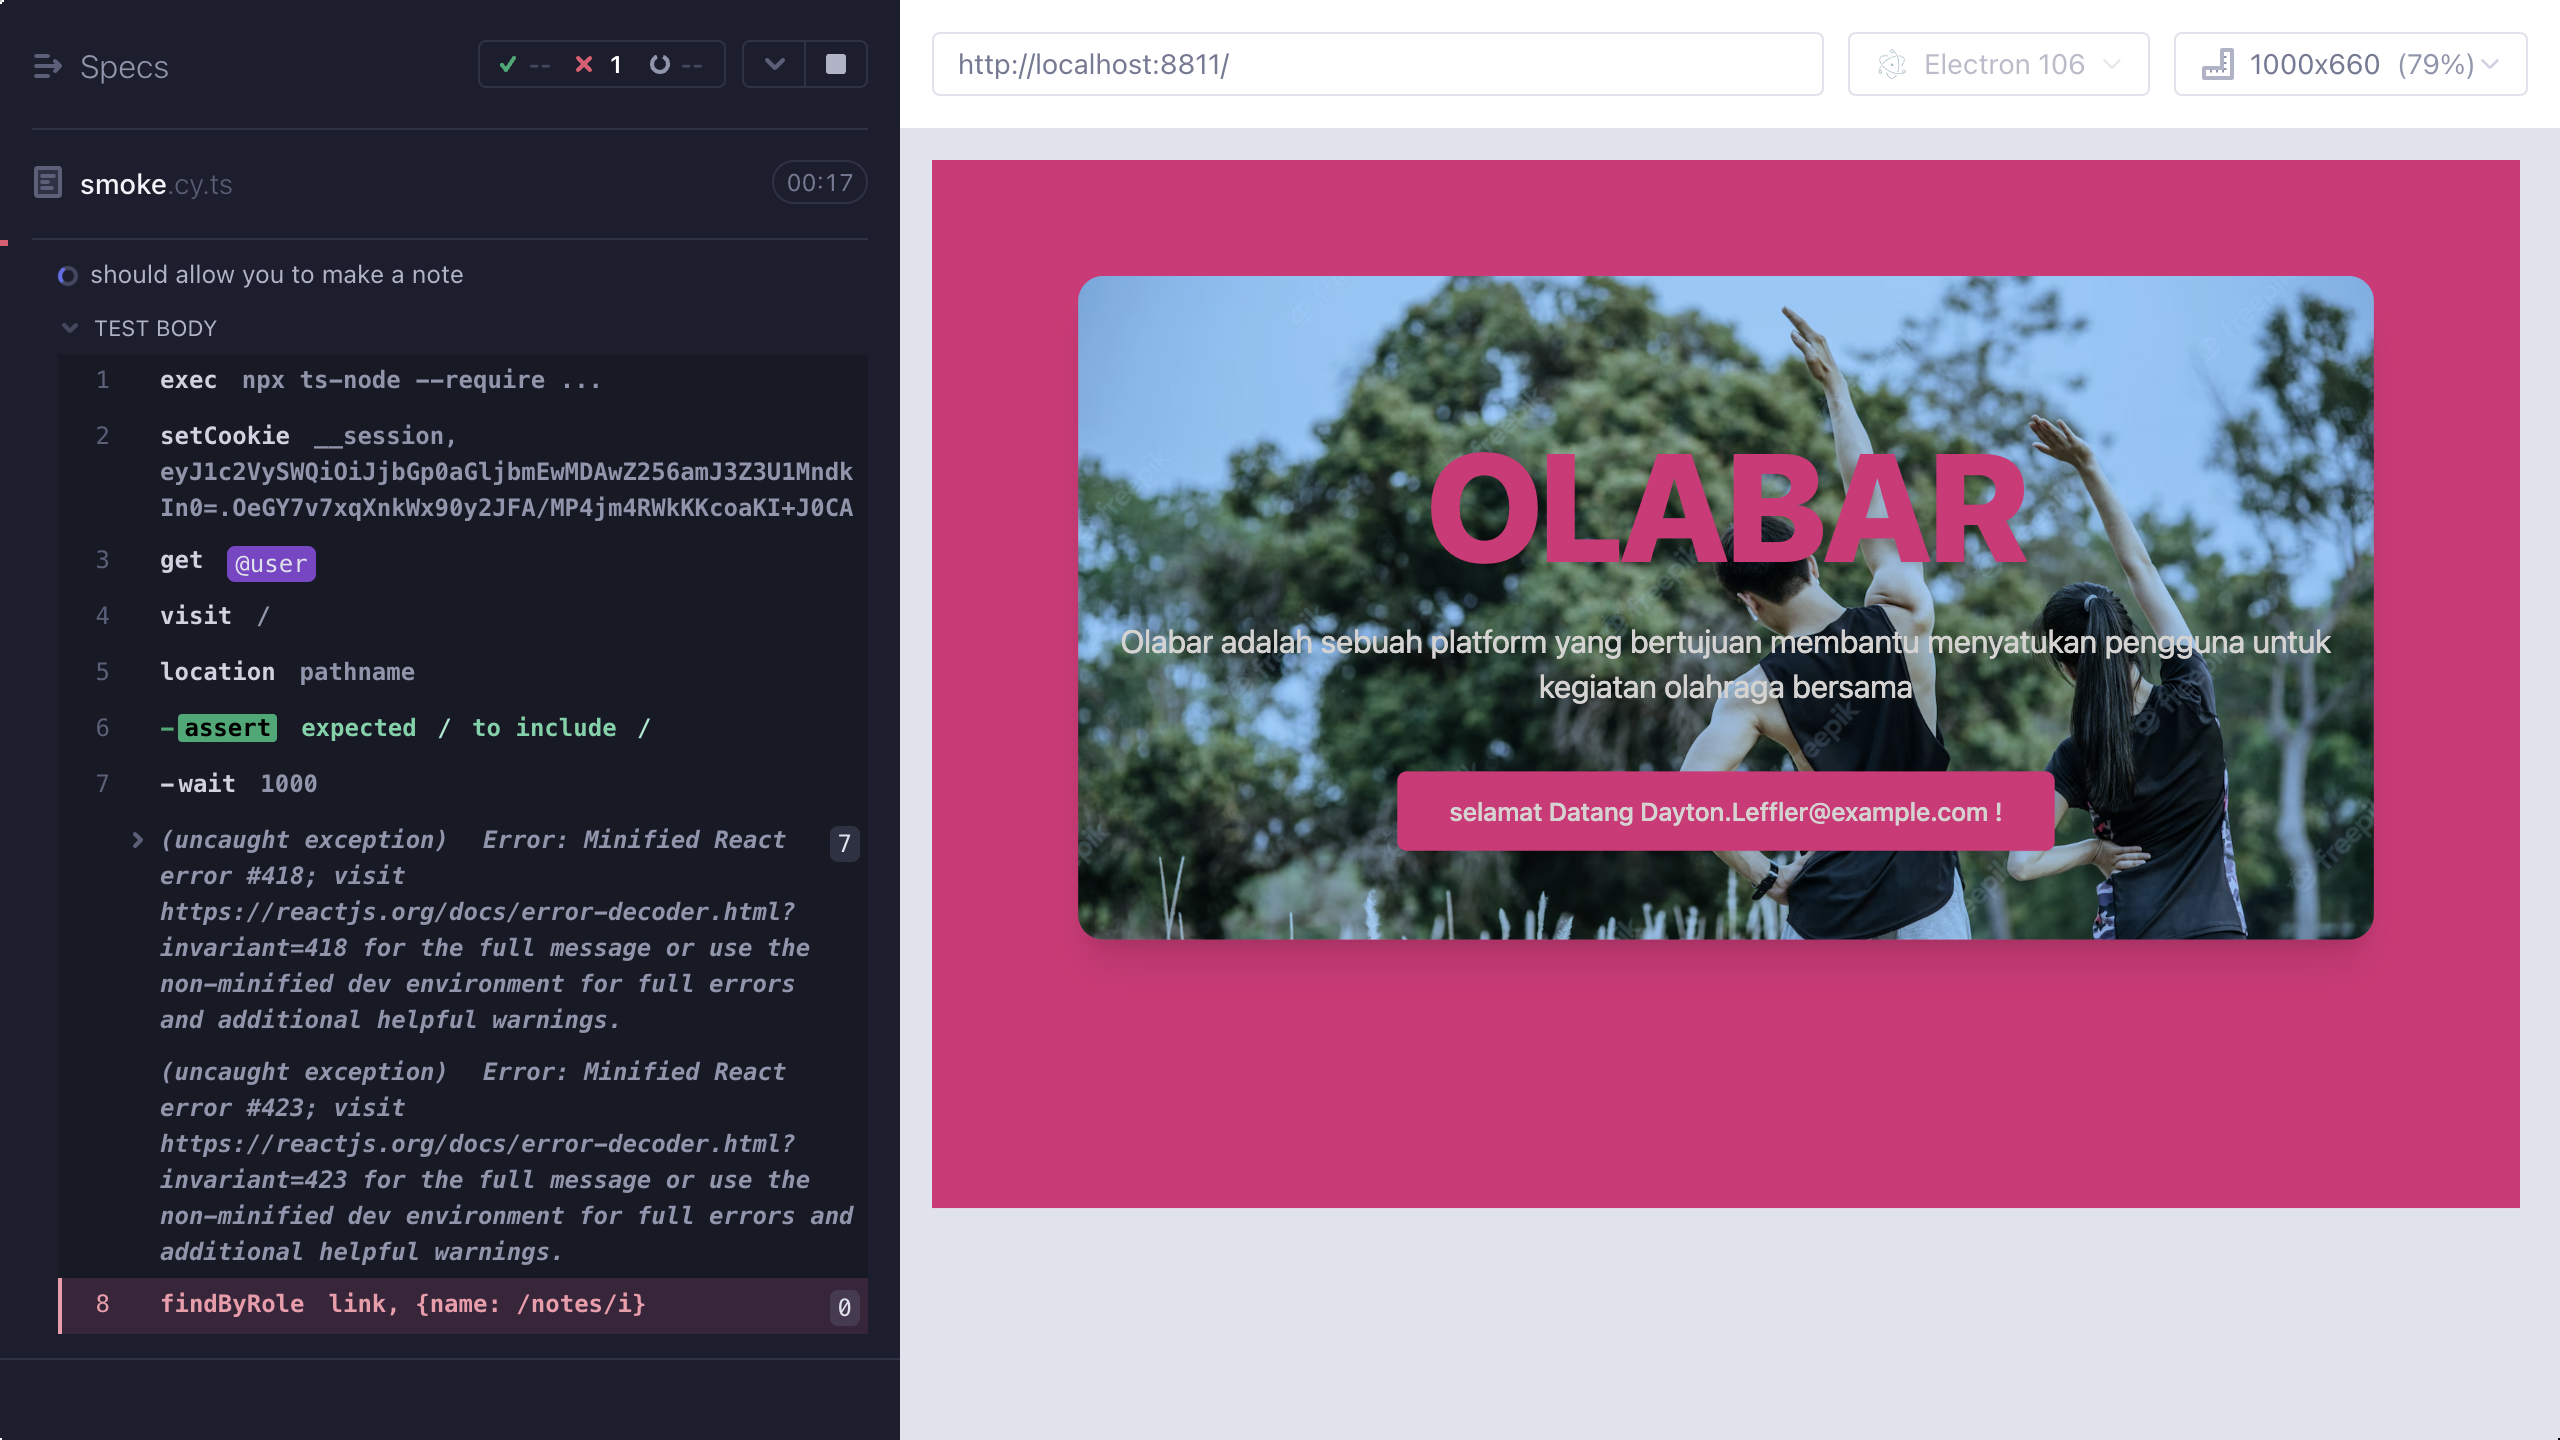 Specs
-- 1 --
smoke.cy.ts
00:17
should allow you to make a note
TEST BODY
1 exec npx ts-node --require ...
2 setCookie __session,
eyJ1c2VySWQiOiJjbGp0aGljbmEwMDAwZ256amJ3Z3U1Mndk
In0=.OeGY7v7xqXnkWx90y2JFA/MP4jm4RWkKKcoaKI+J0CA
3 get @user
4 visit /
5 location pathname
6 -assert expected / to include /
7 -wait 1000
(uncaught exception) Error: Minified React 7
error #418; visit
https://reactjs.org/docs/error-decoder.html?
invariant=418 for the full message or use the
non-minified dev environment for full errors
and additional helpful warnings.
(uncaught exception) Error: Minified React
error #423; visit
https://reactjs.org/docs/error-decoder.html?
invariant=423 for the full message or use the
non-minified dev environment for full errors and
additional helpful warnings.
8 findByRole link, {name: /notes/i} 0
http://localhost:8811/
Electron 106
1000x660 (79%)
OLABAR
Olabar adalah sebuah platform yang bertujuan membantu menyatukan pengguna untuk
kegiatan olahraga bersama
selamat Datang Dayton.Leffler@example.com !
freepik